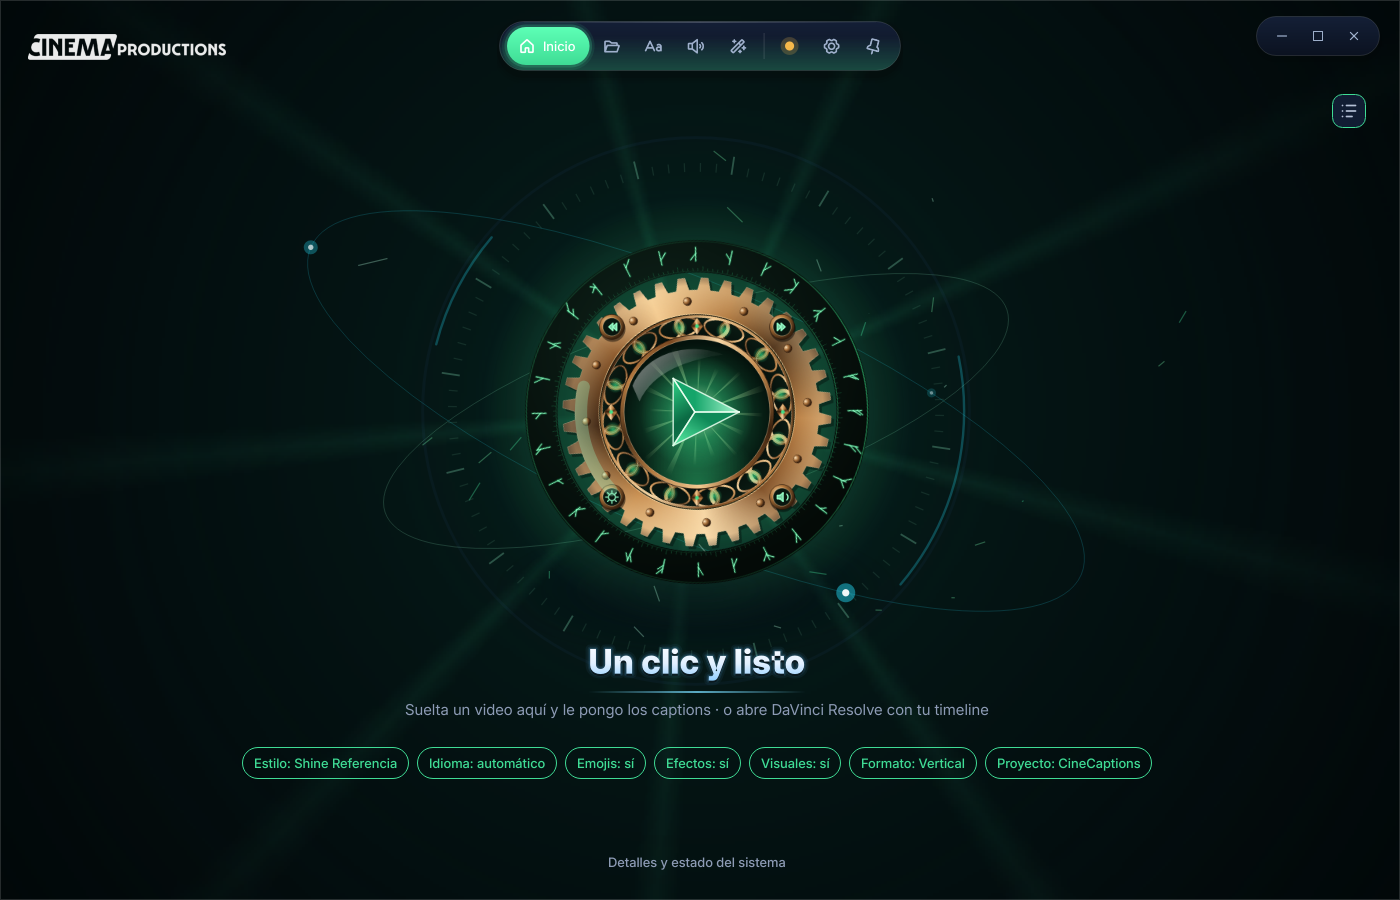 CINEMA PRODUCTIONS
Inicio
Aa
Un clic y listo
Suelta un video aquí y le pongo los captions · o abre DaVinci Resolve con tu timeline
Estilo: Shine Referencia
Idioma: automático
Emojis: sí
Efectos: sí
Visuales: sí
Formato: Vertical
Proyecto: CineCaptions
Detalles y estado del sistema